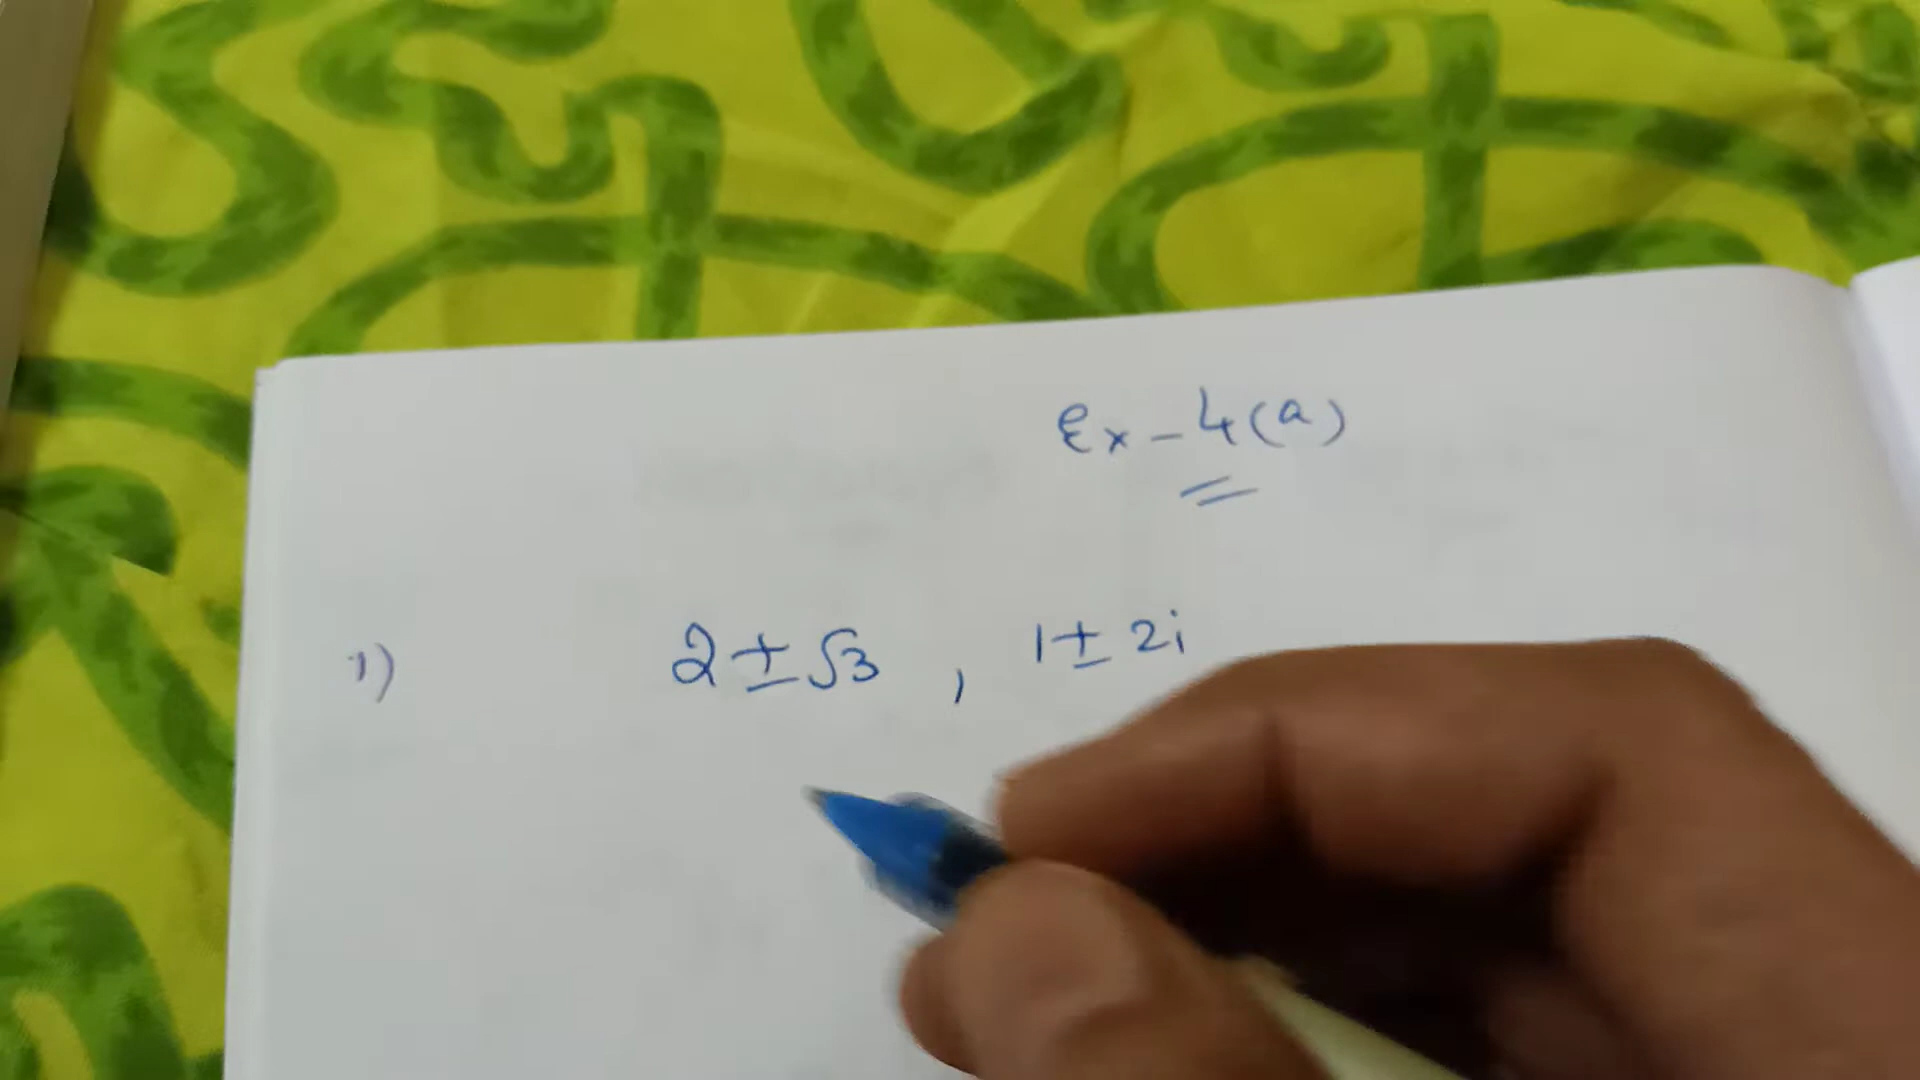 Ex - 4(a)
1) 2 ± √3 , 1 ± 2i